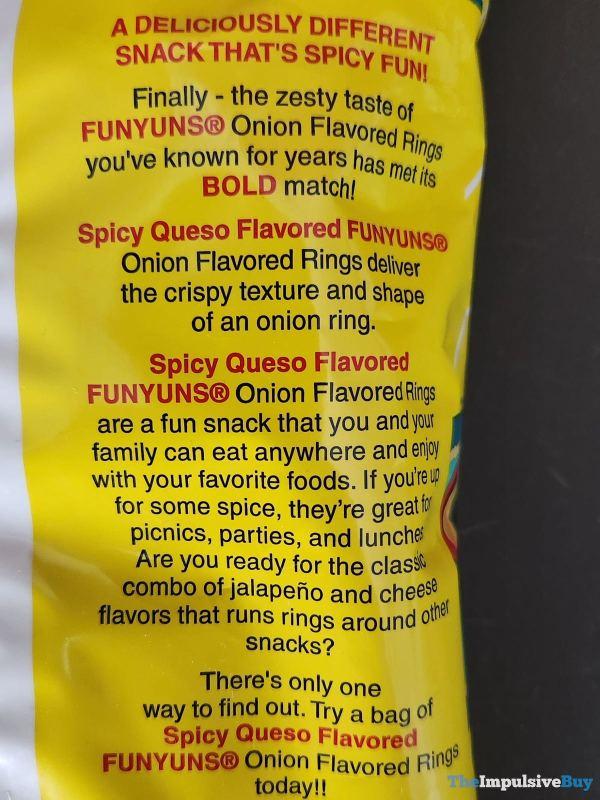 A DELICIOUSLY DIFFERENT
SNACK THAT'S SPICY FUN!
Finally - the zesty taste of
FUNYUNS® Onion Flavored Rings
you've known for years has met its
BOLD match!
Spicy Queso Flavored FUNYUNS®
Onion Flavored Rings deliver
the crispy texture and shape
of an onion ring.
Spicy Queso Flavored
FUNYUNS® Onion Flavored Rings
are a fun snack that you and your
family can eat anywhere and enjoy
with your favorite foods. If you're up
for some spice, they're great for
picnics, parties, and lunches
Are you ready for the classic
combo of jalapeño and cheese
flavors that runs rings around other
snacks?
There's only one
way to find out. Try a bag of
Spicy Queso Flavored
FUNYUNS® Onion Flavored Rings
today!!
TheImpulsiveBuy